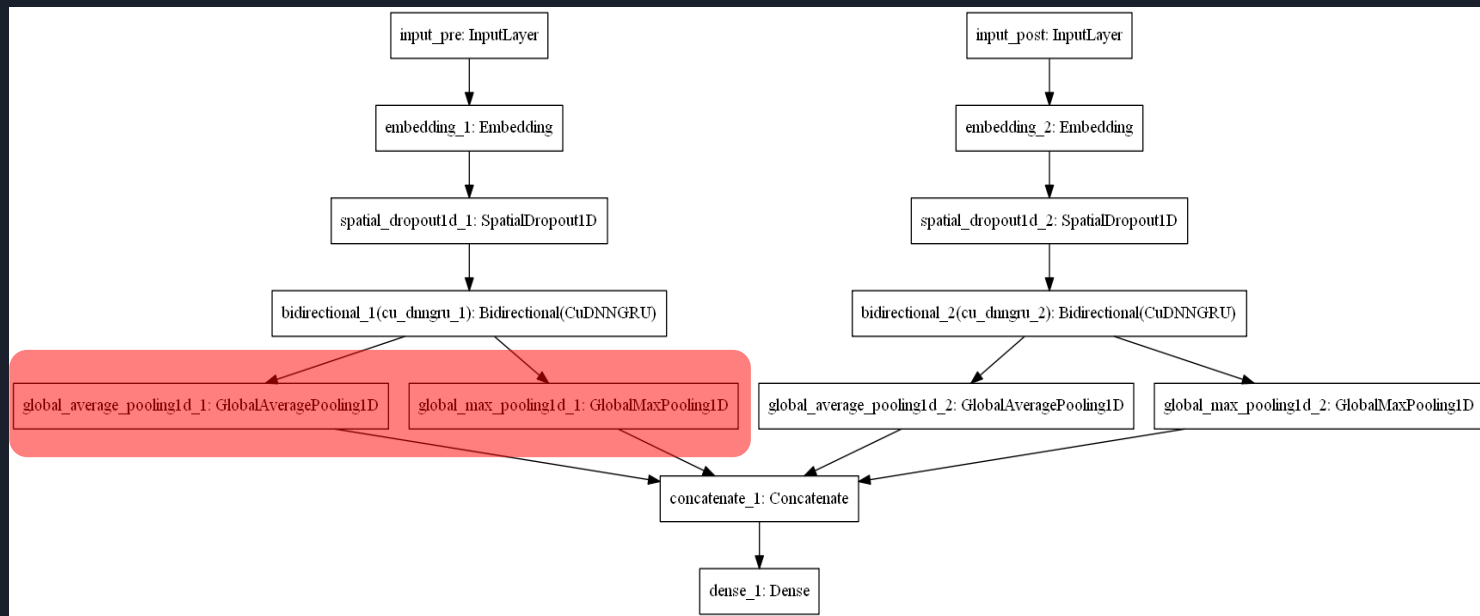 input_pre: InputLayer
input_post: InputLayer
embedding_1: Embedding
embedding_2: Embedding
spatial_dropout1d_1: SpatialDropout1D
spatial_dropout1d_2: SpatialDropout1D
bidirectional_1(cu_dnngru_1): Bidirectional(CuDNNGRU)
bidirectional_2(cu_dnngru_2): Bidirectional(CuDNNGRU)
global_average_pooling1d_1: GlobalAveragePooling1D
global_max_pooling1d_1: GlobalMaxPooling1D
global_average_pooling1d_2: GlobalAveragePooling1D
global_max_pooling1d_2: GlobalMaxPooling1D
concatenate_1: Concatenate
dense_1: Dense